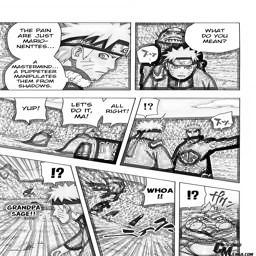 THE PAIN
ARE JUST
MARIO-
NETTES...
A
MASTERMIND...
A PUPPETEER
MANIPULATES
THEM FROM
SHADOWS.
WHAT
DO YOU
MEAN?
YUP!
LET'S
DO IT,
MA!
ALL
RIGHT!
!?
!?
GRANDPA
SAGE!!
WHOA
!!
!?